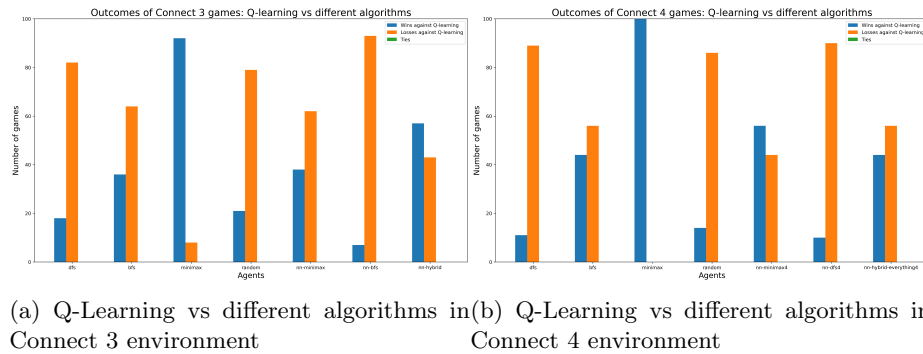 Outcomes of Connect 3 games: Q-learning vs different algorithms
Wins against Q-learning
Losses against Q-learning
Ties
Number of games
100
80
60
40
20
0
dfs
bfs
minimax
random
nn-minimax
nn-bfs
nn-hybrid
Agents
(a) Q-Learning vs different algorithms in
Connect 3 environment
Outcomes of Connect 4 games: Q-learning vs different algorithms
Wins against Q-learning
Losses against Q-learning
Ties
Number of games
100
80
60
40
20
0
dfs
bfs
minimax
random
nn-minimax4
nn-dfs4
nn-hybrid-everything6
Agents
(b) Q-Learning vs different algorithms in
Connect 4 environment